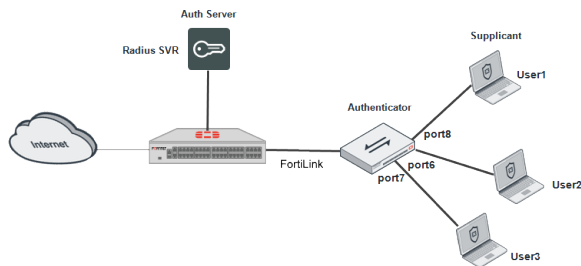 Auth Server
Radius SVR
Supplicant
User1
Authenticator
Internet
FortiLink
port8
port6
port7
User2
User3